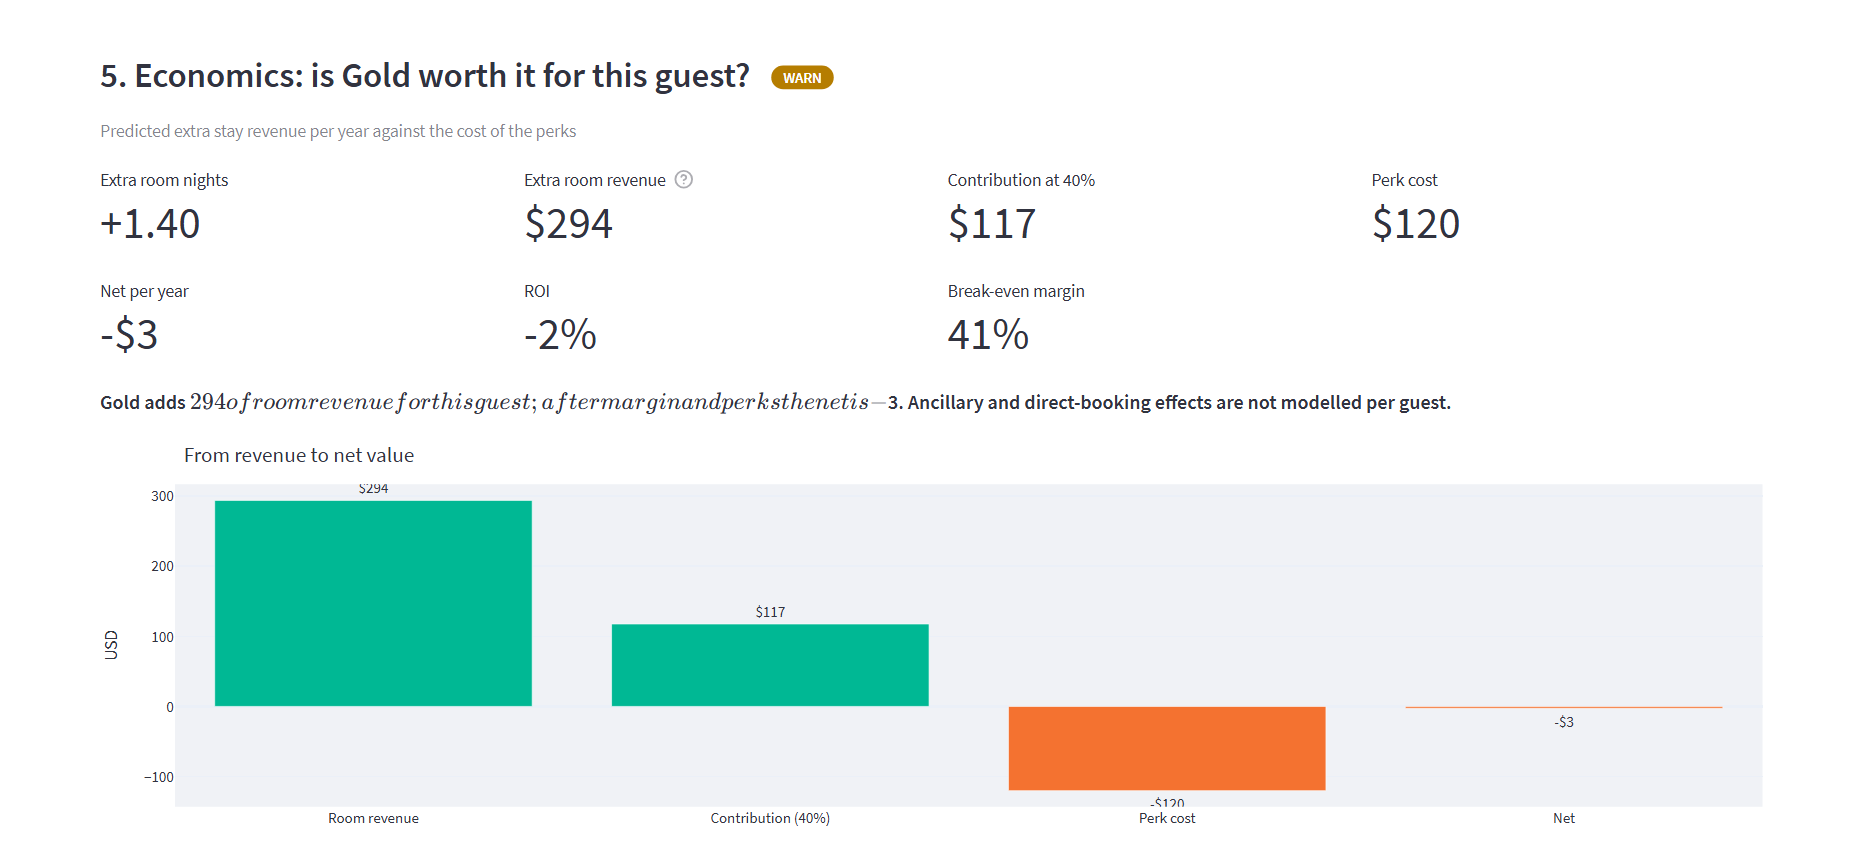 5. Economics: is Gold worth it for this guest? WARN
Predicted extra stay revenue per year against the cost of the perks
Extra room nights Extra room revenue ? Contribution at 40% Perk cost
+1.40 $294 $117 $120
Net per year ROI Break-even margin
-$3 -2% 41%
Gold adds 294ofroomrevenueforthisguest;aftermarginandperksthenetis−3. Ancillary and direct-booking effects are not modelled per guest.
From revenue to net value
300
200
100
0
−100
USD
$294
$117
-$120
-$3
Room revenue Contribution (40%) Perk cost Net